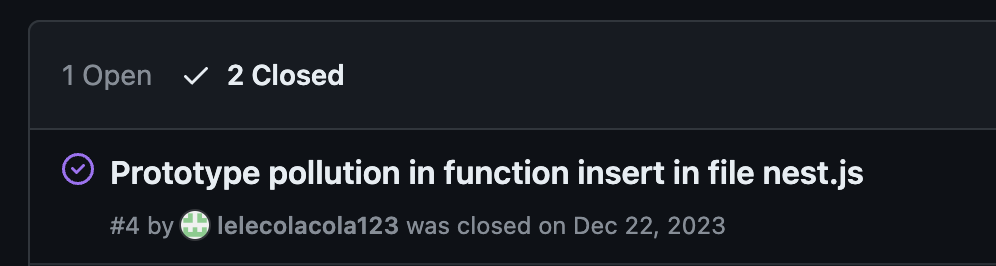 1 Open 2 Closed
Prototype pollution in function insert in file nest.js
#4 by lelecolacola123 was closed on Dec 22, 2023